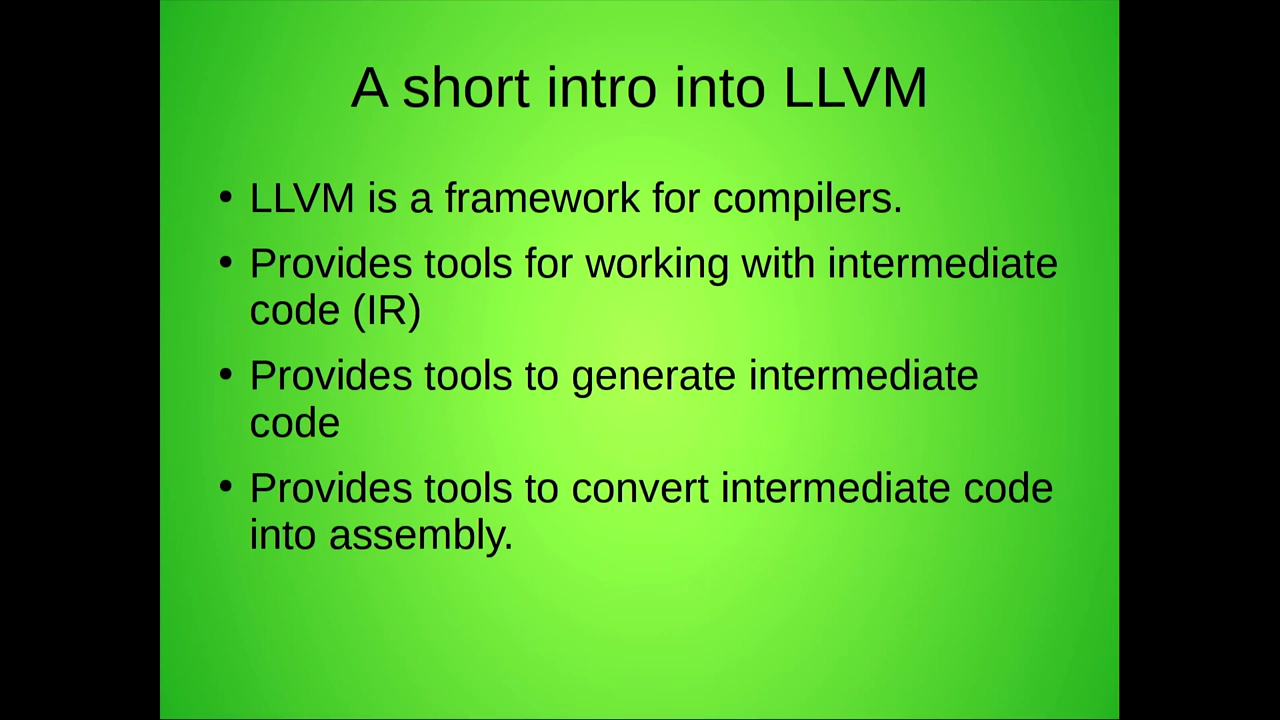 A short intro into LLVM
• LLVM is a framework for compilers.
• Provides tools for working with intermediate
code (IR)
• Provides tools to generate intermediate
code
• Provides tools to convert intermediate code
into assembly.